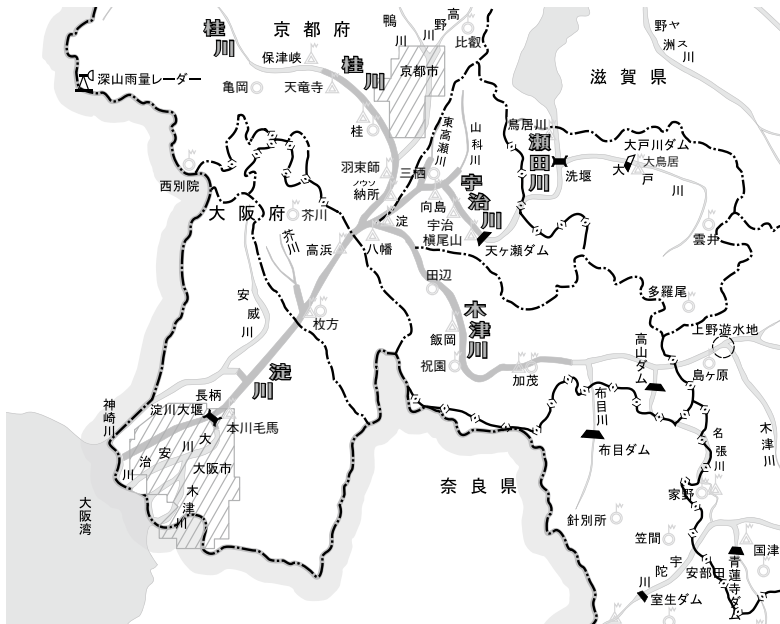 京都府
桂川
鴨川
高野川
比叡
野ヤ洲ス川
滋賀県
保津峡
桂川
京都市
深山雨量レーダー
亀岡
天竜寺
桂
東高瀬川
山科川
鳥居川
瀬田川
大戸川ダム
大鳥居
大戸川
洗堰
羽束師
三栖
納所
西別院
宇治川
向島
大阪府
芥川
淀
宇治
槇尾山
天ヶ瀬ダム
雲井
芥川
高浜
八幡
田辺
多羅尾
安威川
枚方
木津川
飯岡
上野遊水地
高山ダム
祝園
加茂
島ヶ原
淀川
長柄
布目川
神崎川
淀川大堰
本川毛馬
大川
名張川
木津川
安治川
大阪市
布目ダム
奈良県
家野
木津川
大阪湾
針別所
笠間
国津
宇陀川
安部田
青蓮寺ダム
室生ダム